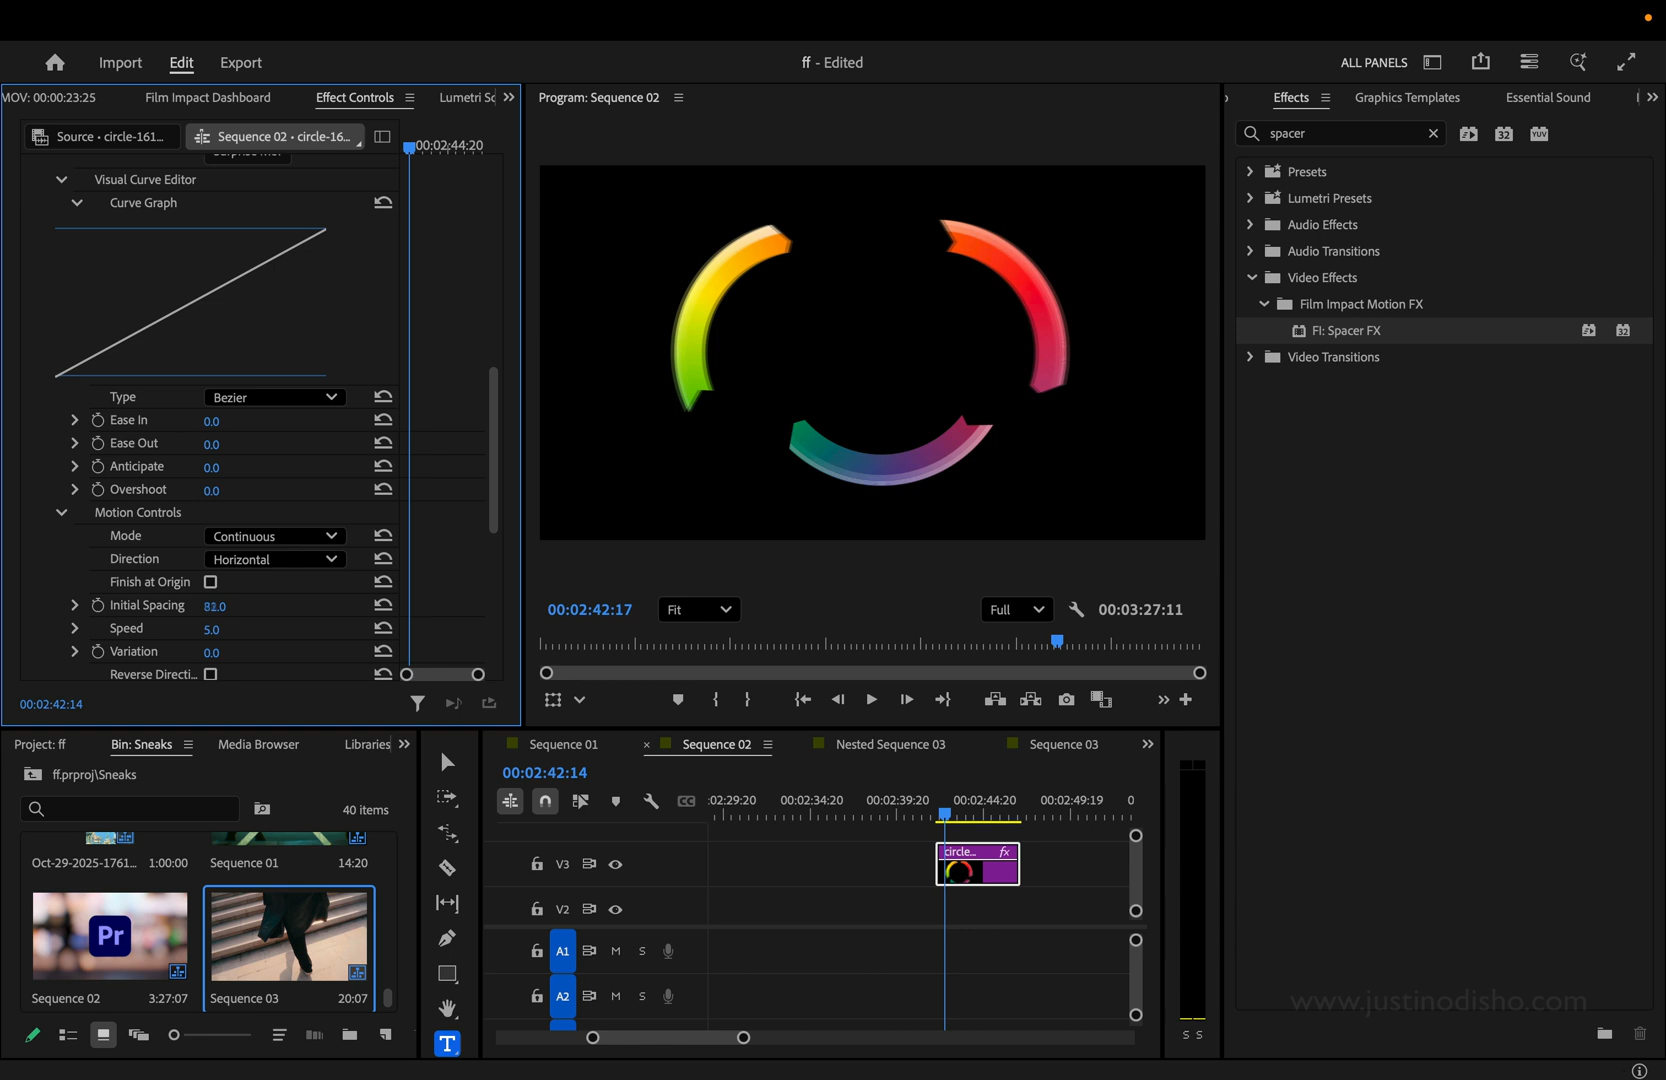 Import Edit Export
ff - Edited
ALL PANELS
MOV: 00:00:23:25 Film Impact Dashboard Effect Controls Lumetri Sc
Source • circle-161... Sequence 02 • circle-16...
00:02:44:20
Visual Curve Editor
Curve Graph
Type Bezier
Ease In 0.0
Ease Out 0.0
Anticipate 0.0
Overshoot 0.0
Motion Controls
Mode Continuous
Direction Horizontal
Finish at Origin
Initial Spacing
Speed 5.0
Variation 0.0
Reverse Directi...
00:02:42:14
Program: Sequence 02
00:02:42:17 Fit Full 00:03:27:11
Effects Graphics Templates Essential Sound
spacer
32 YUV
Presets
Lumetri Presets
Audio Effects
Audio Transitions
Video Effects
Film Impact Motion FX
FI: Spacer FX 32
Video Transitions
Project: ff Bin: Sneaks Media Browser Libraries
ff.prproj\Sneaks
40 items
Oct-29-2025-1761... 1:00:00 Sequence 01 14:20
Pr
Sequence 02 3:27:07 Sequence 03 20:07
T
Sequence 01 × Sequence 02 Nested Sequence 03 Sequence 03
00:02:42:14
CC
:02:29:20 00:02:34:20 00:02:39:20 00:02:44:20 00:02:49:19 0
V3
circle... fx
V2
A1 M S
A2 M S
S S
www.justinodisho.com